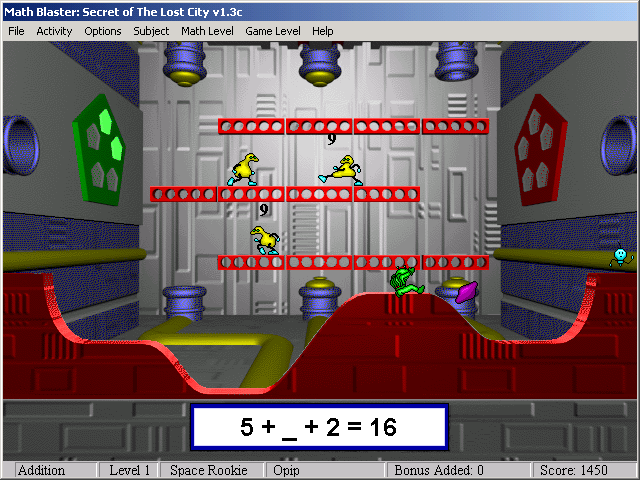 Math Blaster: Secret of The Lost City v1.3c
File Activity Options Subject Math Level Game Level Help
9
9
5 + _ + 2 = 16
Addition Level 1 Space Rookie Opip Bonus Added: 0 Score: 1450